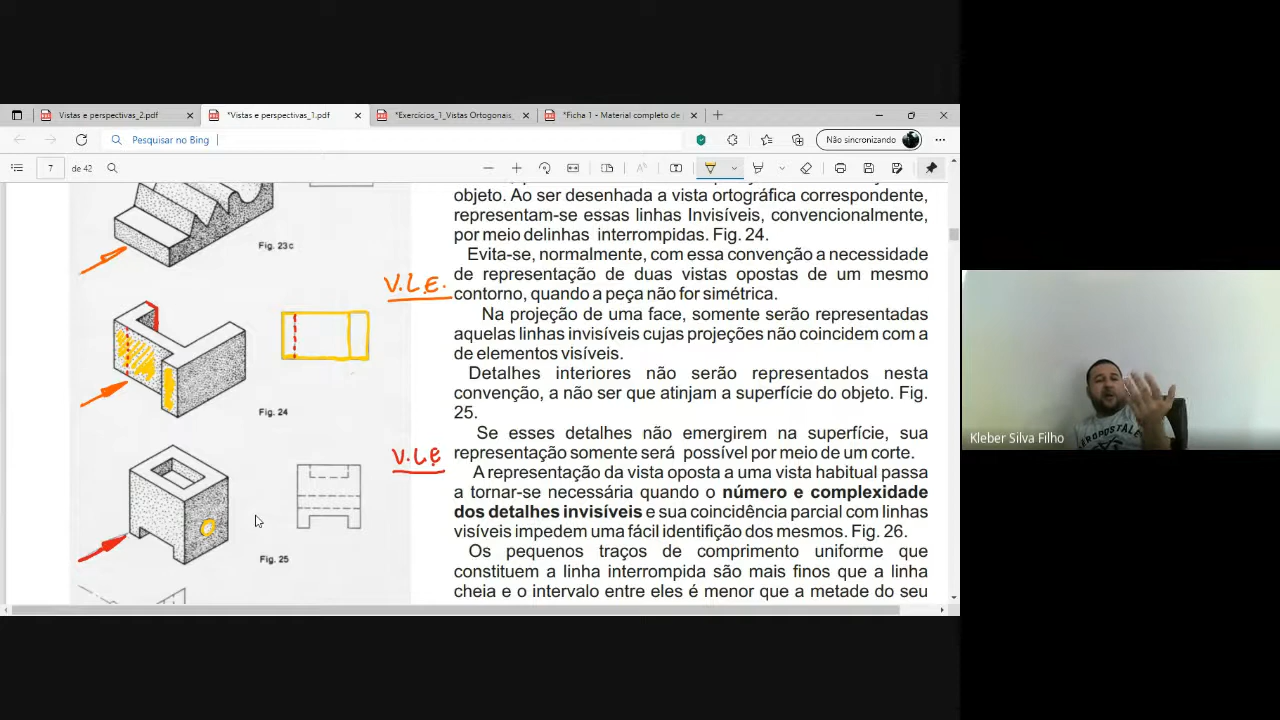 Vistas e perspectivas_2.pdf
*Vistas e perspectivas_1.pdf
*Exercícios_1_Vistas Ortogonais_
*Ficha 1 - Material completo de
Pesquisar no Bing
Não sincronizando
7 de 42
objeto. Ao ser desenhada a vista ortográfica correspondente,
representam-se essas linhas Invisíveis, convencionalmente,
por meio delinhas interrompidas. Fig. 24.
Evita-se, normalmente, com essa convenção a necessidade
de representação de duas vistas opostas de um mesmo
contorno, quando a peça não for simétrica.
Na projeção de uma face, somente serão representadas
aquelas linhas invisíveis cujas projeções não coincidem com a
de elementos visíveis.
Detalhes interiores não serão representados nesta
convenção, a não ser que atinjam a superfície do objeto. Fig.
25.
Se esses detalhes não emergirem na superfície, sua
representação somente será possível por meio de um corte.
A representação da vista oposta a uma vista habitual passa
a tornar-se necessária quando o número e complexidade
dos detalhes invisíveis e sua coincidência parcial com linhas
visíveis impedem uma fácil identifição dos mesmos. Fig. 26.
Os pequenos traços de comprimento uniforme que
constituem a linha interrompida são mais finos que a linha
cheia e o intervalo entre eles é menor que a metade do seu
Fig. 23c
V.L.E.
Fig. 24
V.L.E
Fig. 25
Kleber Silva Filho
AEROPOSTALE